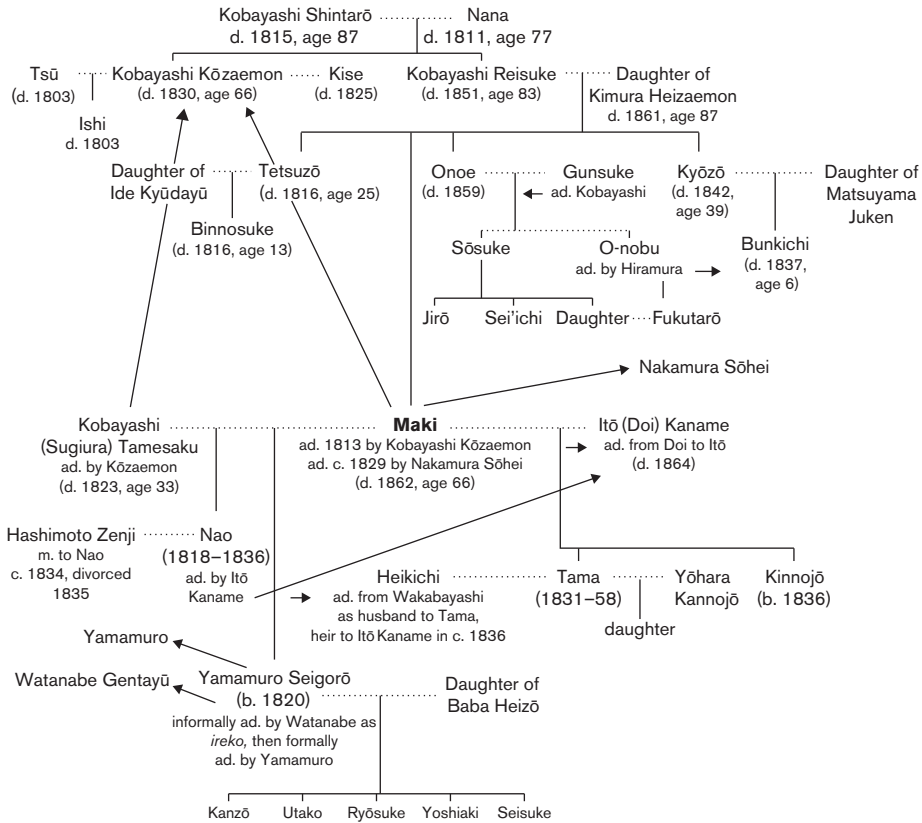 Kobayashi Shintarō
d. 1815, age 87
Nana
d. 1811, age 77
Tsū
(d. 1803)
Kobayashi Kōzaemon
(d. 1830, age 66)
Kise
(d. 1825)
Kobayashi Reisuke
(d. 1851, age 83)
Daughter of
Kimura Heizaemon
d. 1861, age 87
Ishi
d. 1803
Daughter of
Ide Kyūdayū
Tetsuzō
(d. 1816, age 25)
Onoe
(d. 1859)
Gunsuke
ad. Kobayashi
Kyōzō
(d. 1842,
age 39)
Daughter of
Matsuyama
Juken
Binnosuke
(d. 1816, age 13)
Sōsuke
O-nobu
ad. by Hiramura
Bunkichi
(d. 1837,
age 6)
Jirō
Sei’ichi
Daughter
Fukutarō
Nakamura Sōhei
Kobayashi
(Sugiura) Tamesaku
ad. by Kōzaemon
(d. 1823, age 33)
Maki
ad. 1813 by Kobayashi Kōzaemon
ad. c. 1829 by Nakamura Sōhei
(d. 1862, age 66)
Itō (Doi) Kaname
ad. from Doi to Itō
(d. 1864)
Hashimoto Zenji
m. to Nao
c. 1834, divorced
1835
Nao
(1818–1836)
ad. by Itō
Kaname
Heikichi
ad. from Wakabayashi
as husband to Tama,
heir to Itō Kaname in c. 1836
Tama
(1831–58)
Yōhara
Kannojō
Kinnojō
(b. 1836)
daughter
Yamamuro
Watanabe Gentayū
Yamamuro Seigorō
(b. 1820)
informally ad. by Watanabe as
ireko, then formally
ad. by Yamamuro
Daughter of
Baba Heizō
Kanzō
Utako
Ryōsuke
Yoshiaki
Seisuke